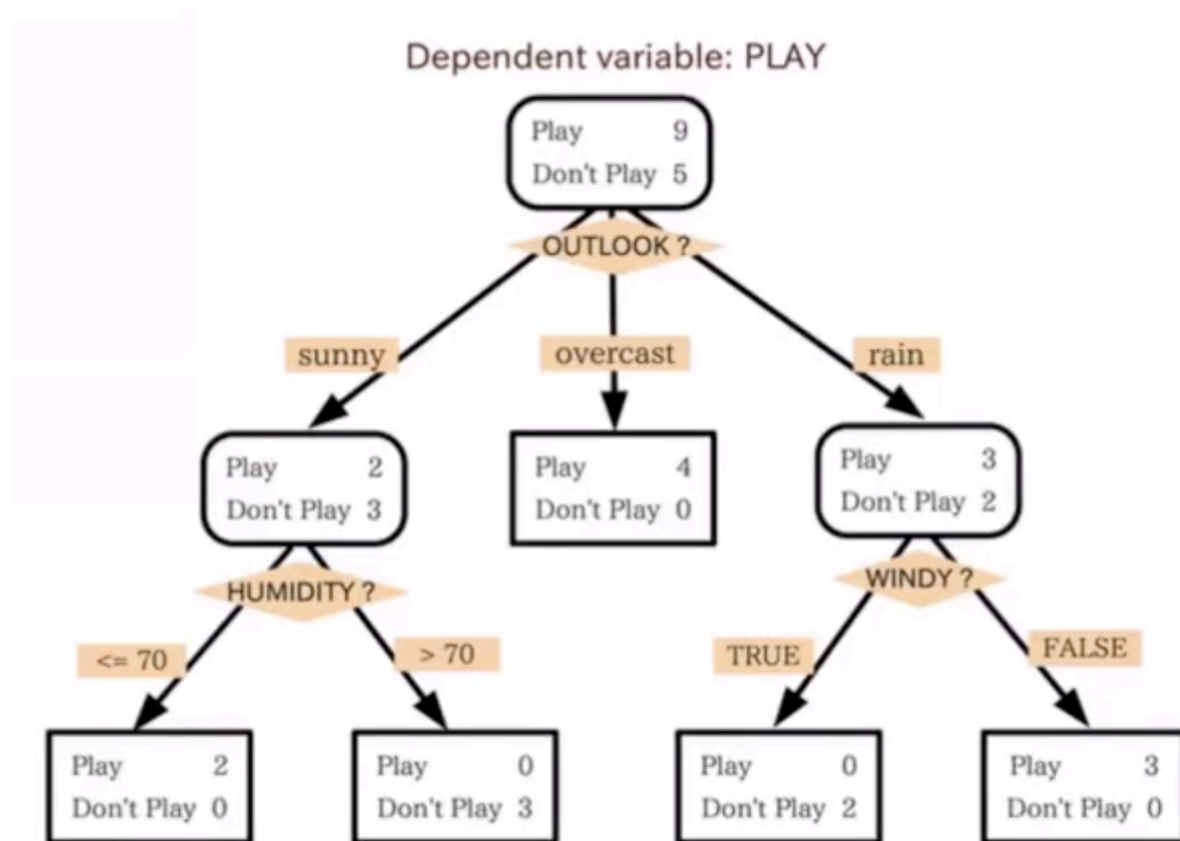 Dependent variable: PLAY
Play 9
Don't Play 5
OUTLOOK ?
sunny
overcast
rain
Play 2
Don't Play 3
Play 4
Don't Play 0
Play 3
Don't Play 2
HUMIDITY ?
WINDY ?
<= 70
> 70
TRUE
FALSE
Play 2
Don't Play 0
Play 0
Don't Play 3
Play 0
Don't Play 2
Play 3
Don't Play 0